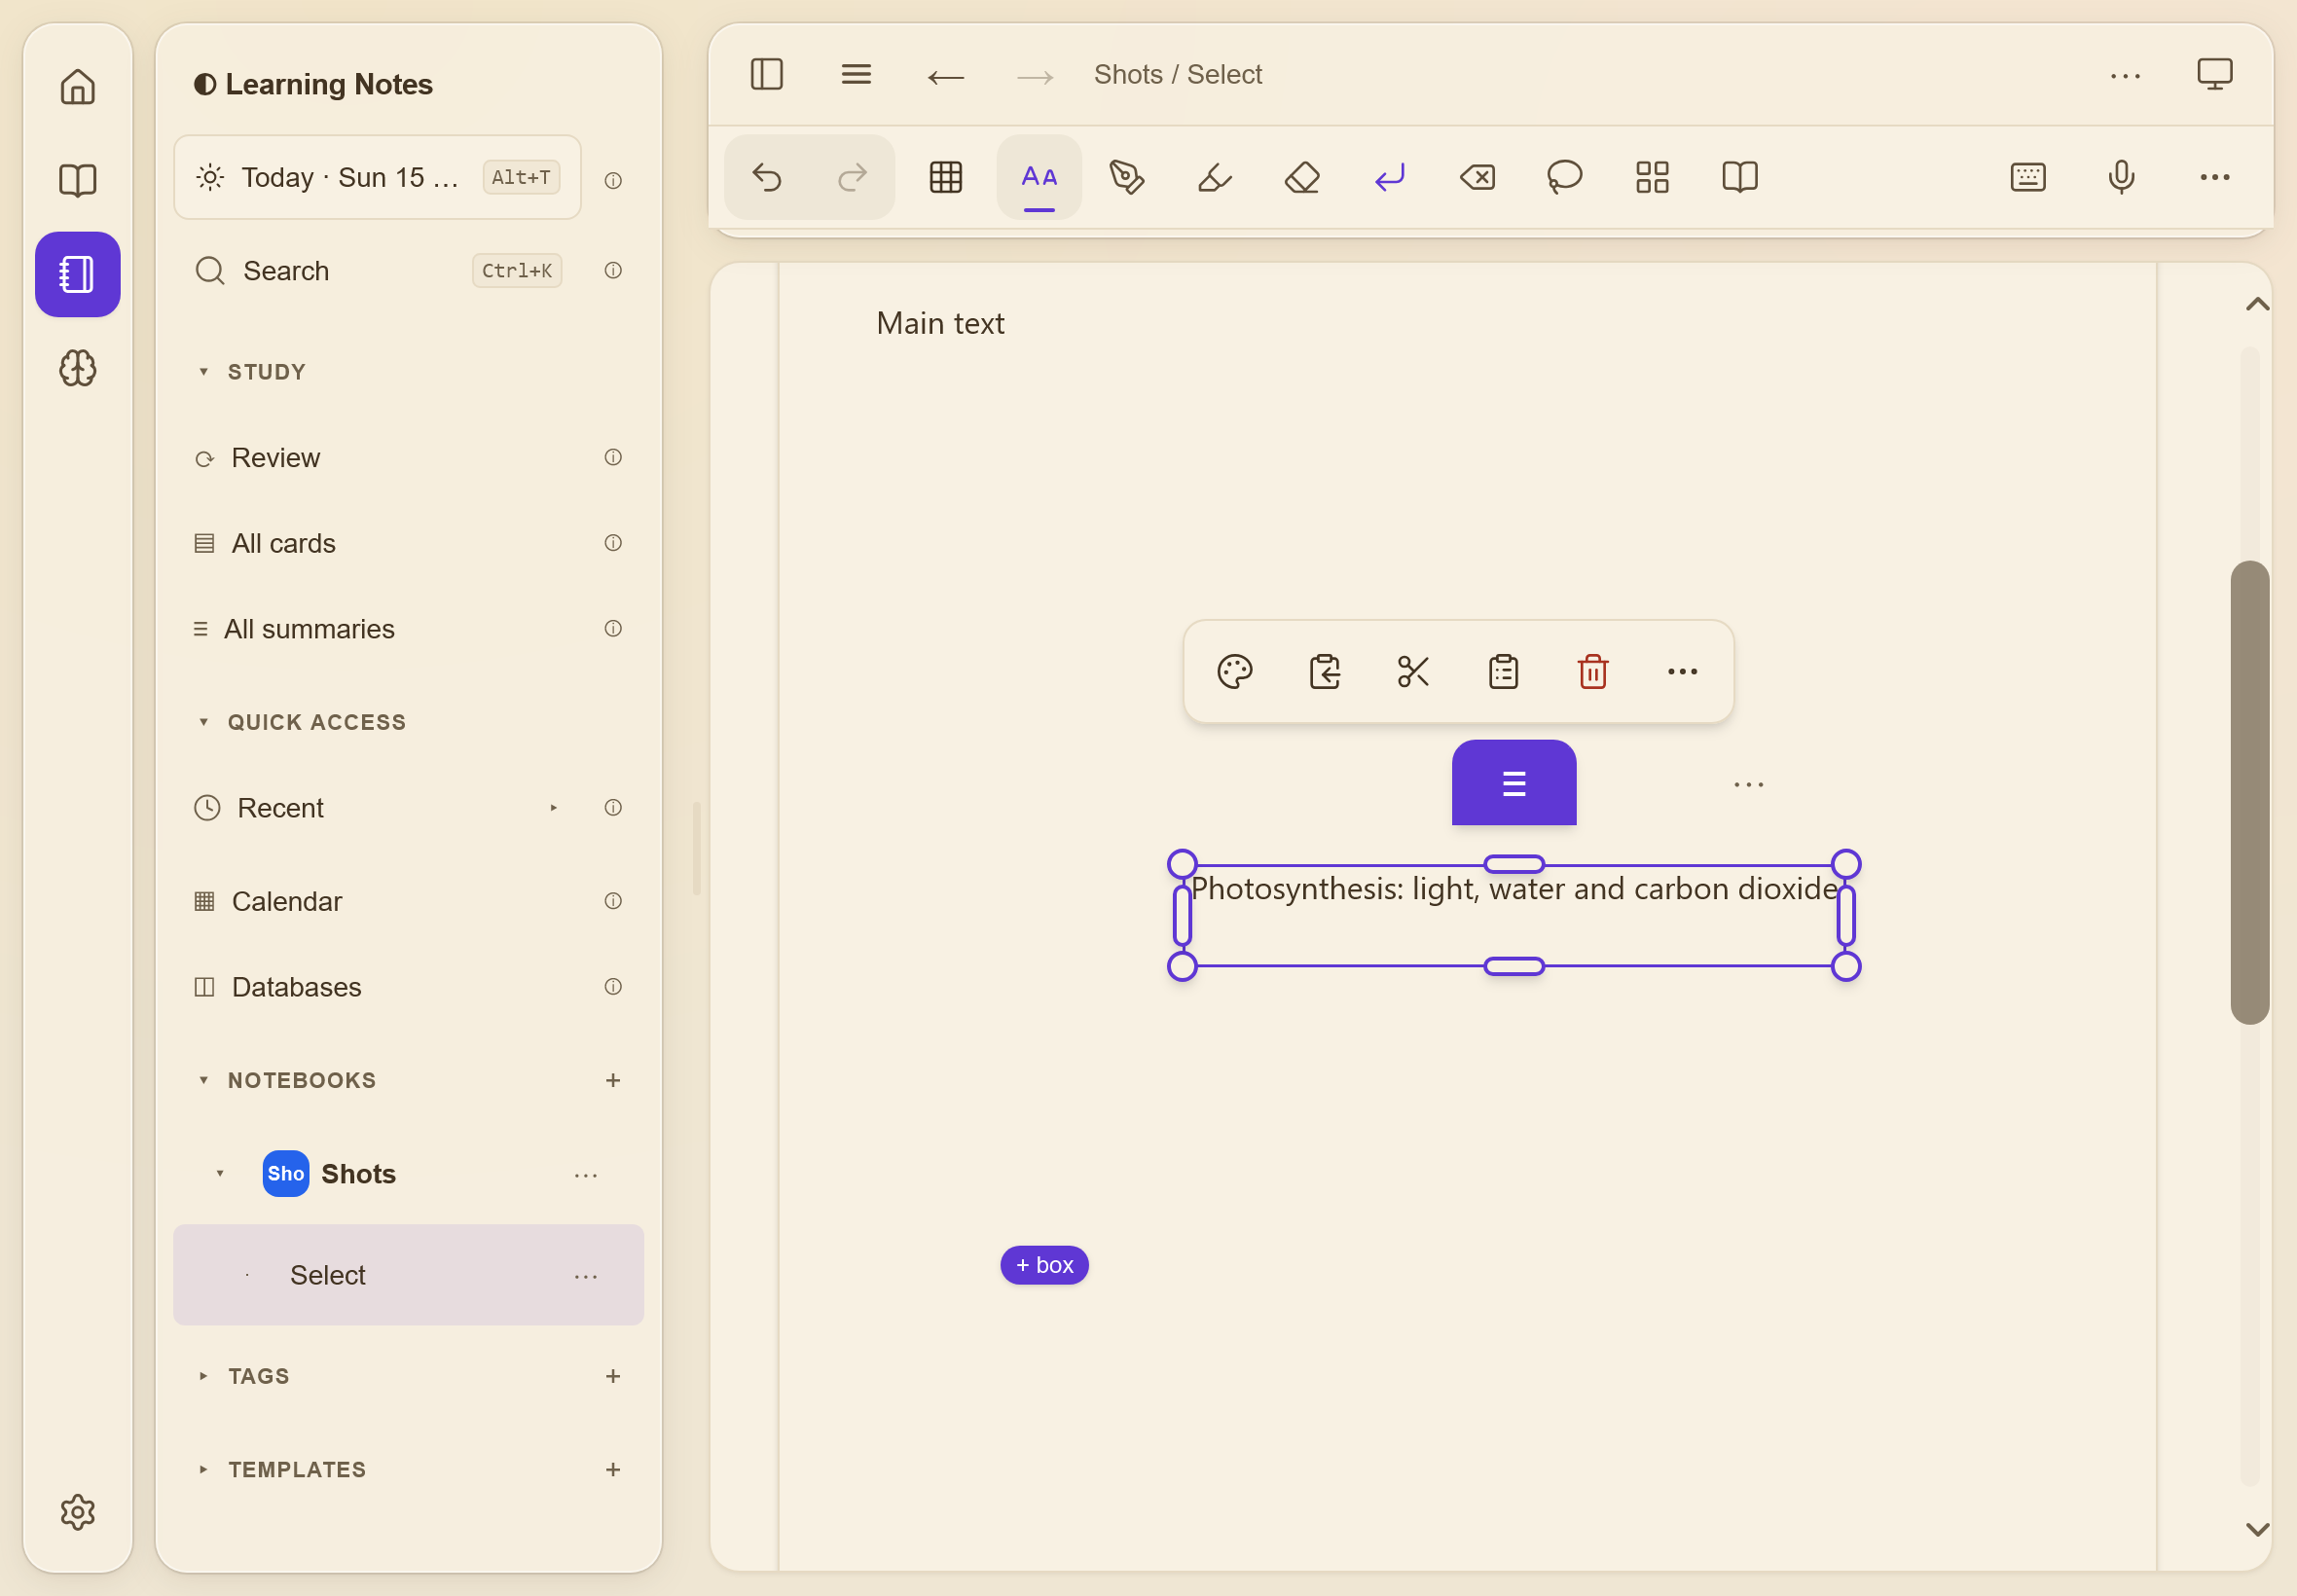 Learning Notes
Today · Sun 15 ... Alt+T
Search Ctrl+K
STUDY
Review
All cards
All summaries
QUICK ACCESS
Recent
Calendar
Databases
NOTEBOOKS
Sho Shots
Select
TAGS
TEMPLATES
Shots / Select
Main text
Photosynthesis: light, water and carbon dioxide
+ box